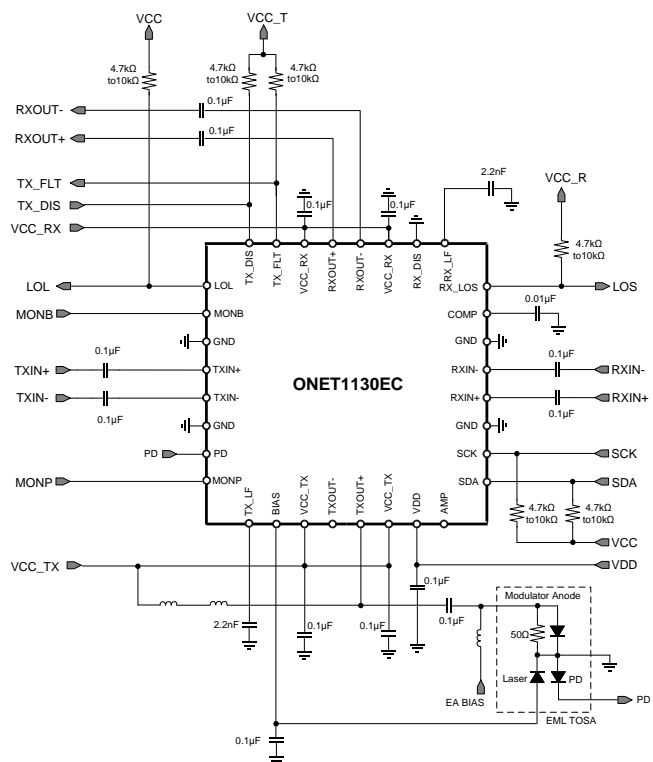 VCC
VCC_T
4.7kΩ
to10kΩ
4.7kΩ
to10kΩ
4.7kΩ
to10kΩ
RXOUT-
0.1µF
RXOUT+
0.1µF
TX_FLT
TX_DIS
VCC_RX
0.1µF
0.1µF
2.2nF
VCC_R
4.7kΩ
to10kΩ
TX_DIS
TX_FLT
VCC_RX
RXOUT+
RXOUT-
VCC_RX
RX_DIS
RX_LF
LOL
LOL
RX_LOS
LOS
MONB
MONB
COMP
0.01µF
GND
GND
TXIN+
0.1µF
TXIN+
ONET1130EC
RXIN-
0.1µF
RXIN-
TXIN-
0.1µF
TXIN-
RXIN+
0.1µF
RXIN+
GND
GND
PD
PD
SCK
SCK
MONP
MONP
SDA
SDA
TX_LF
BIAS
VCC_TX
TXOUT-
TXOUT+
VCC_TX
VDD
AMP
4.7kΩ
to10kΩ
4.7kΩ
to10kΩ
VCC
VCC_TX
VDD
0.1µF
2.2nF
0.1µF
0.1µF
0.1µF
Modulator Anode
50Ω
Laser
PD
EA BIAS
PD
EML TOSA
0.1µF